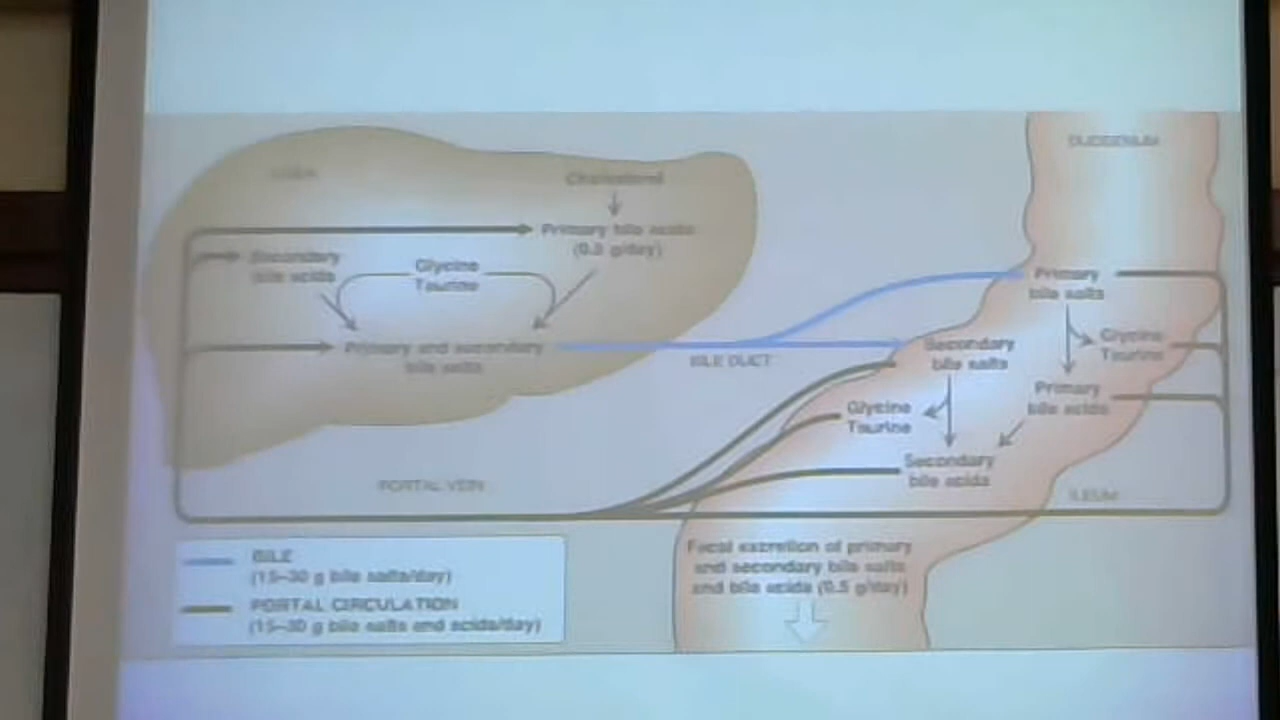 LIVER
DUODENUM
Cholesterol
Primary bile acids
(0.5 g/day)
Secondary
bile acids
Glycine
Taurine
Primary and secondary
bile salts
BILE DUCT
Primary
bile salts
Glycine
Taurine
Secondary
bile salts
Primary
bile acids
Glycine
Taurine
Secondary
bile acids
PORTAL VEIN
ILEUM
Fecal excretion of primary
and secondary bile salts
and bile acids (0.5 g/day)
BILE
(15–30 g bile salts/day)
PORTAL CIRCULATION
(15–30 g bile salts and acids/day)